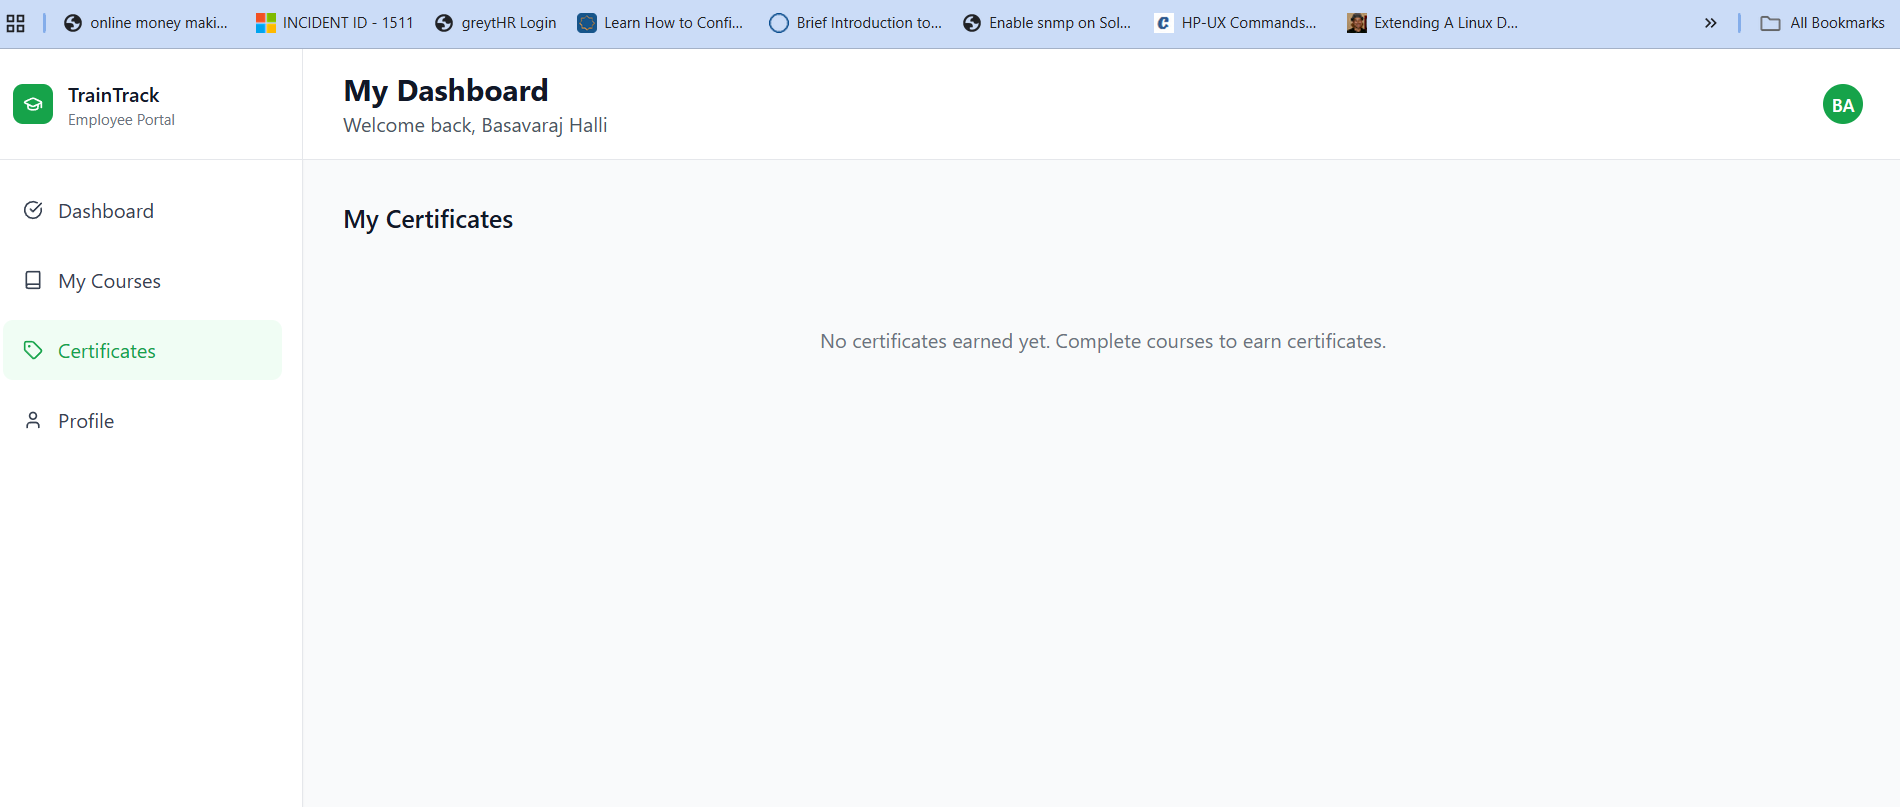 online money maki...
INCIDENT ID - 1511
greytHR Login
Learn How to Confi...
Brief Introduction to...
Enable snmp on Sol...
HP-UX Commands...
Extending A Linux D...
»
All Bookmarks
TrainTrack
Employee Portal
My Dashboard
Welcome back, Basavaraj Halli
BA
Dashboard
My Courses
Certificates
Profile
My Certificates
No certificates earned yet. Complete courses to earn certificates.